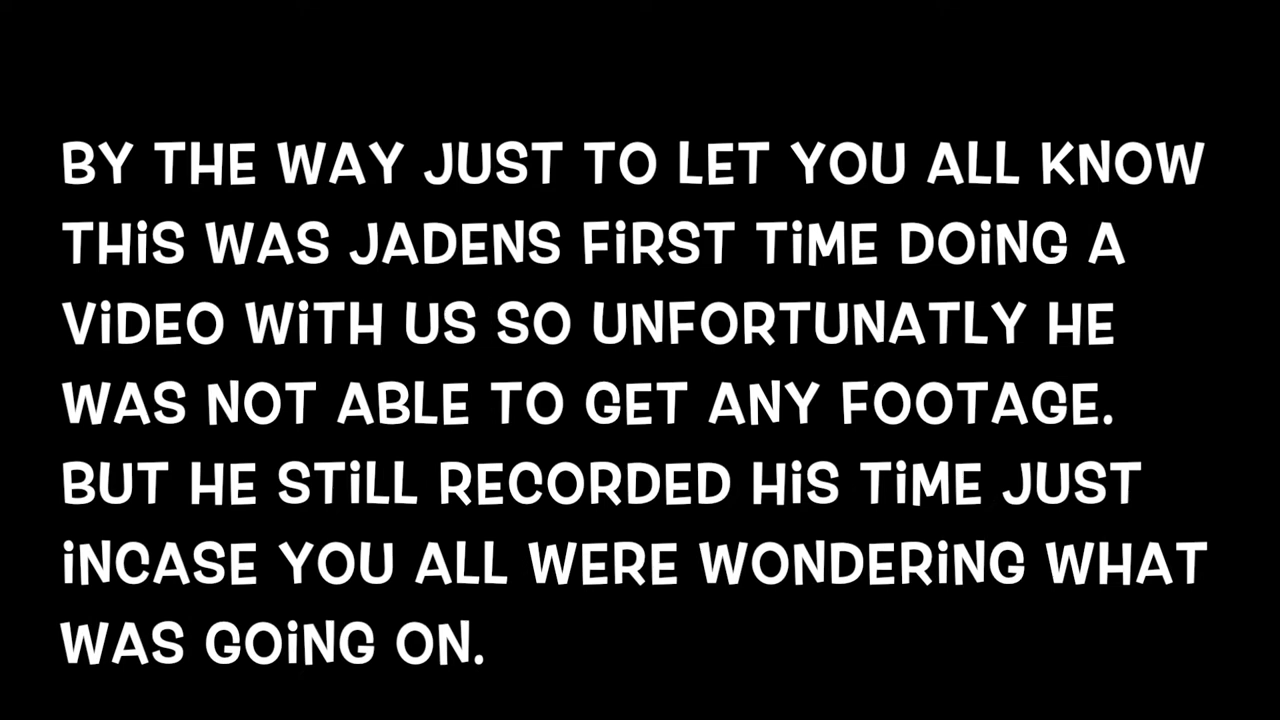 BY THE WAY JUST TO LET YOU ALL KNOW
THiS WAS JADENS FiRST TiME DOiNG A
ViDEO WiTH US SO UNFORTUNATLY HE
WAS NOT ABLE TO GET ANY FOOTAGE.
BUT HE STiLL RECORDED HiS TiME JUST
iNCASE YOU ALL WERE WONDERiNG WHAT
WAS GOiNG ON.